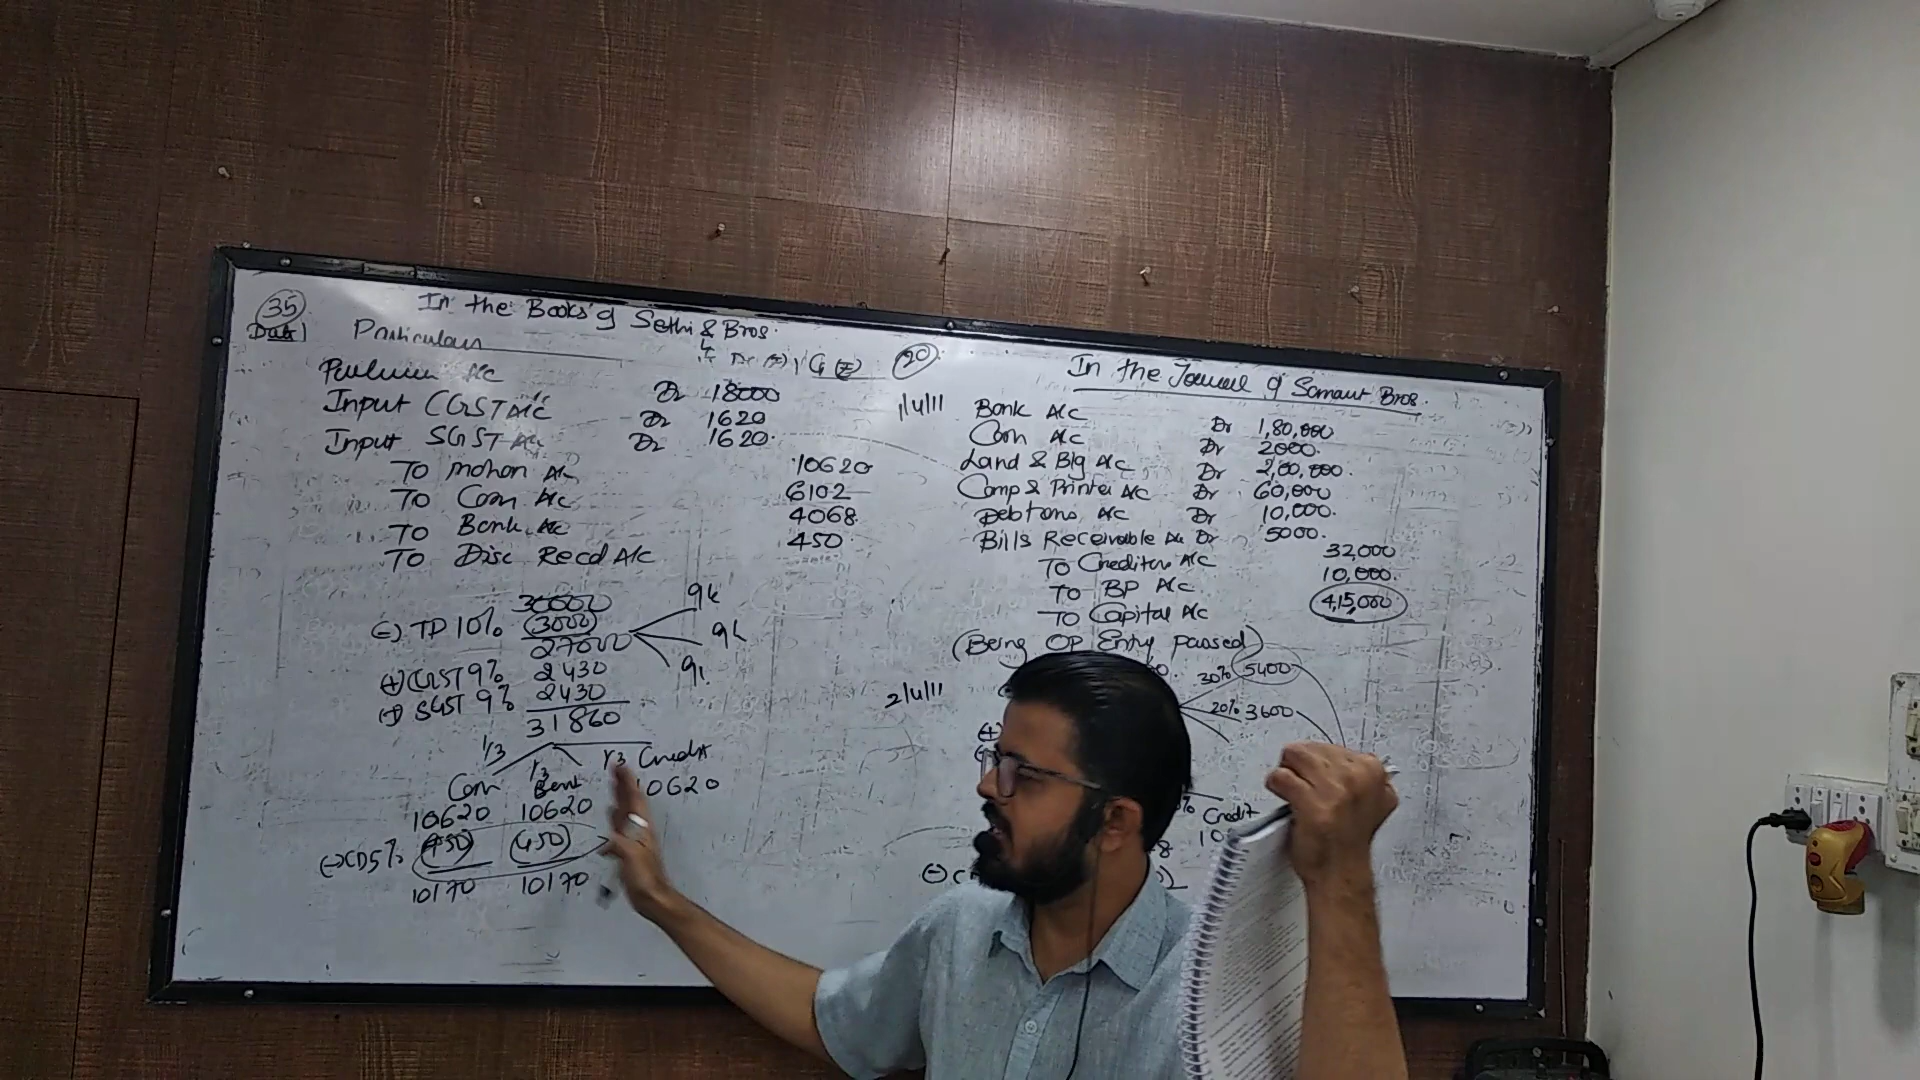 35
In the Books of Sethi & Bros.
Date Particulars L.F. Dr (₹) Cr (₹)
A/c Dr 18000
Input CGST A/c Dr 1620
Input SGST A/c Dr 1620
To Mohan A/c 10620
To Cash A/c 6102
To Bank A/c 4068
To Disc Recd A/c 450
30000
(-) TD 10% (3000)
27000 9k
9k
9k
(+) CGST 9% 2430
(+) SGST 9% 2430
31860
1/3 1/3 1/3 Credit
Cash Bank 10620
10620 10620
(-) CD 5% (450) (450)
10170 10170
20
In the Journal of Bros.
1/4/11 Bank A/c Dr 1,80,000
Cash A/c Dr 2000
Land & Blg A/c Dr 2,00,000
Comp & Printer A/c Dr 60,000
Debtors A/c Dr 10,000
Bills Receivable A/c Dr 5000
To Creditors A/c 32,000
To BP A/c 10,000
To Capital A/c 4,15,000
(Being OP Entry passed)
2/4/11
30% 5400
20% 3600
Credit